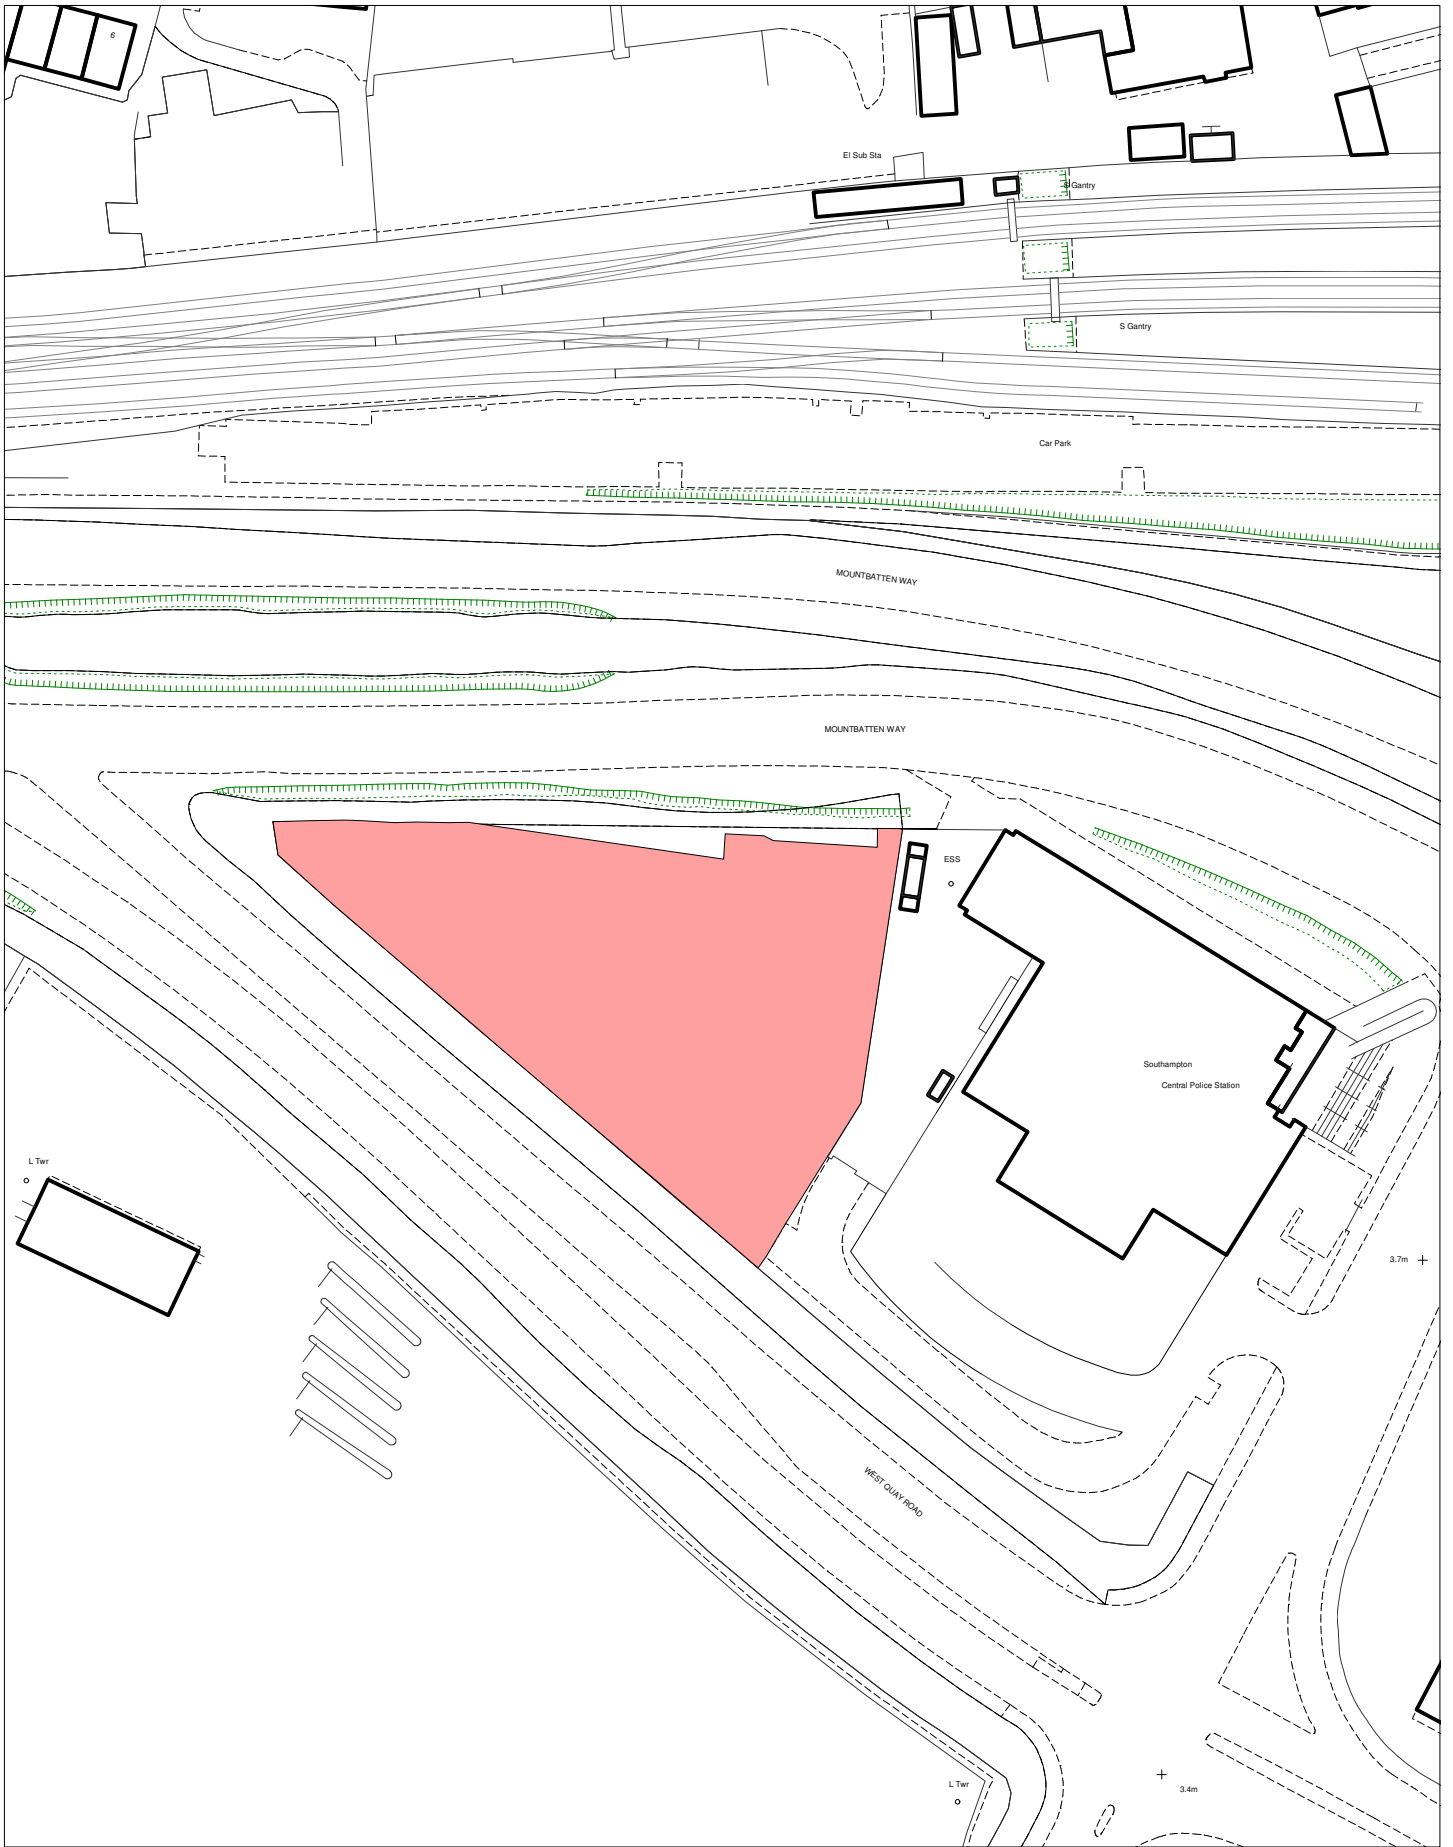 6
El Sub Sta
S Gantry
S Gantry
Car Park
MOUNTBATTEN WAY
MOUNTBATTEN WAY
ESS
Southampton
Central Police Station
L Twr
3.7m
WEST QUAY ROAD
L Twr
3.4m